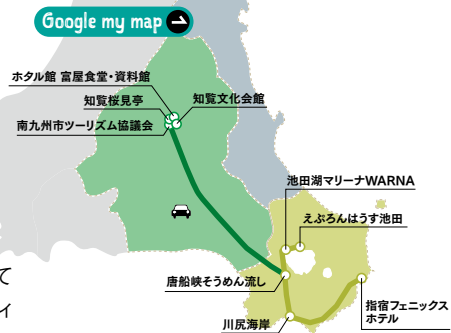 Google my map
ホタル館 富屋食堂・資料館
知覧桜見亭
知覧文化会館
南九州市ツーリズム協議会
池田湖マリーナWARNA
えぷろんはうす池田
唐船峡そうめん流し
て
指宿フェニックス
ホテル
ィ
川尻海岸